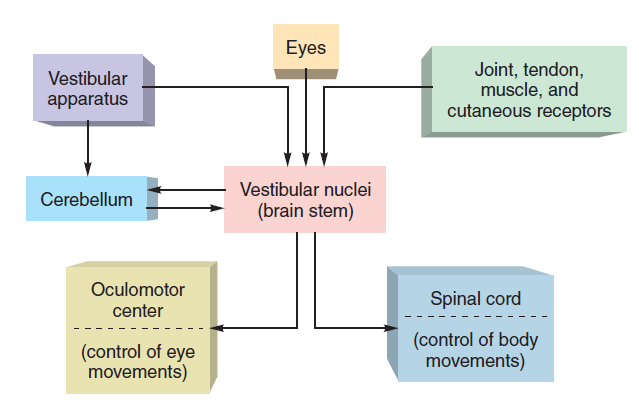 Eyes
Vestibular
apparatus
Joint, tendon,
muscle, and
cutaneous receptors
Cerebellum
Vestibular nuclei
(brain stem)
Oculomotor
center
(control of eye
movements)
Spinal cord
(control of body
movements)